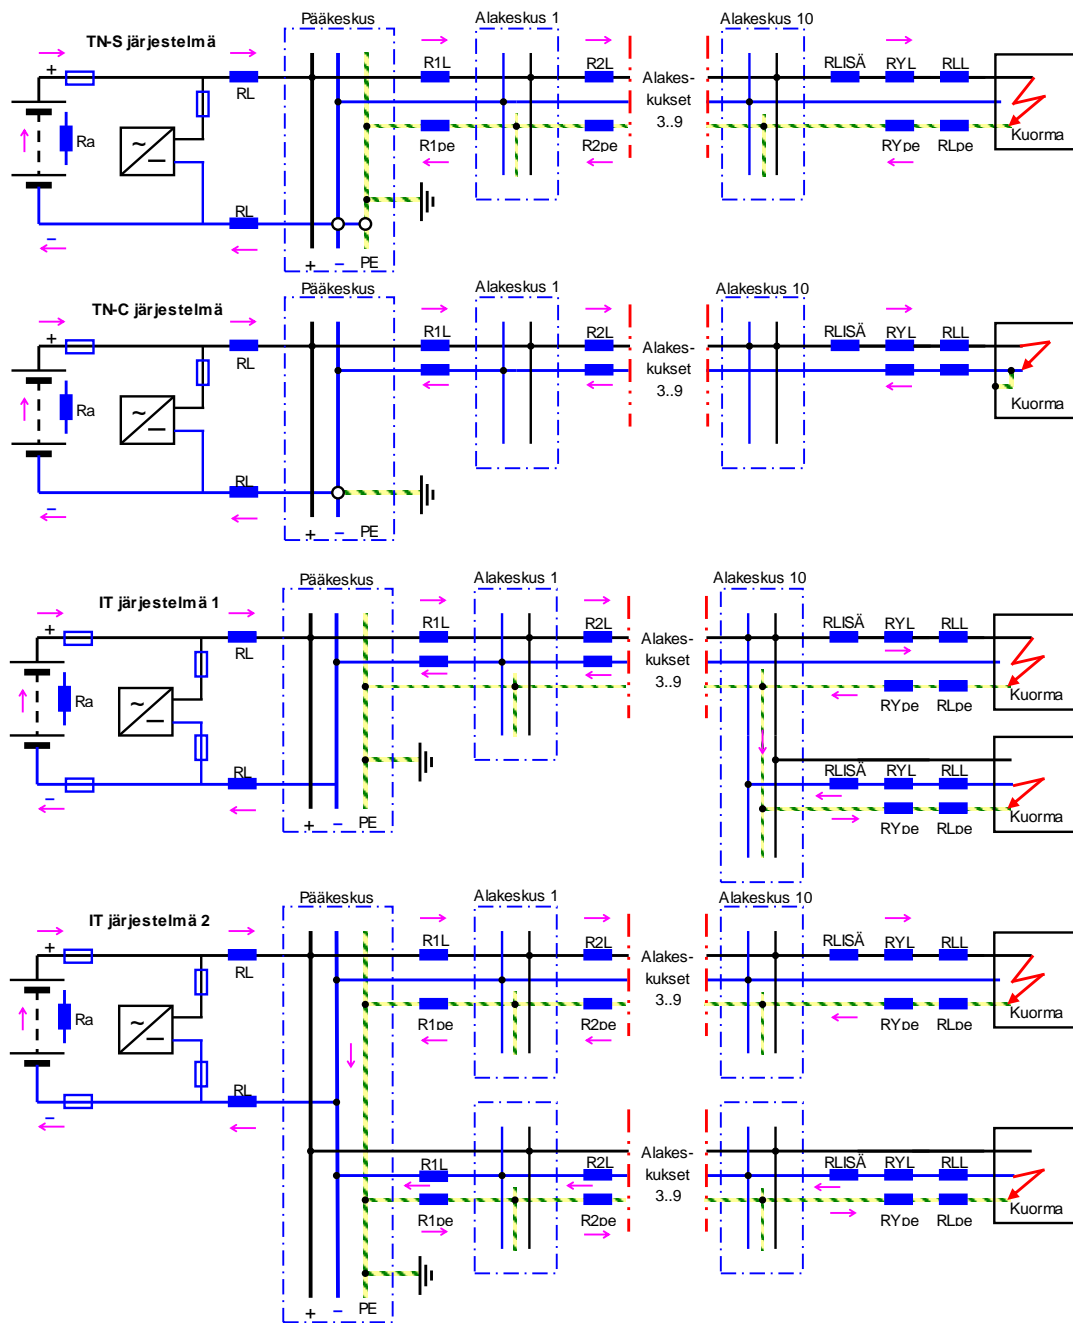 TN-S järjestelmä
Pääkeskus
Alakeskus 1
Alakeskus 10
+
RL
R1L
R2L
Alakes-
kukset
3..9
RLISÄ
RYL
RLL
Ra
~
R1pe
R2pe
RYpe
RLpe
Kuorma
RL
–
+
–
PE
TN-C järjestelmä
Pääkeskus
Alakeskus 1
Alakeskus 10
+
RL
R1L
R2L
Alakes-
kukset
3..9
RLISÄ
RYL
RLL
Ra
~
Kuorma
RL
–
+
–
PE
IT järjestelmä 1
Pääkeskus
Alakeskus 1
Alakeskus 10
+
RL
R1L
R2L
Alakes-
kukset
3..9
RLISÄ
RYL
RLL
Ra
~
RYpe
RLpe
Kuorma
RL
–
RLISÄ
RYL
RLL
RYpe
RLpe
Kuorma
+
–
PE
IT järjestelmä 2
Pääkeskus
Alakeskus 1
Alakeskus 10
+
RL
R1L
R2L
Alakes-
kukset
3..9
RLISÄ
RYL
RLL
Ra
~
R1pe
R2pe
RYpe
RLpe
Kuorma
RL
–
R1L
R2L
Alakes-
kukset
3..9
RLISÄ
RYL
RLL
R1pe
R2pe
RYpe
RLpe
Kuorma
+
–
PE